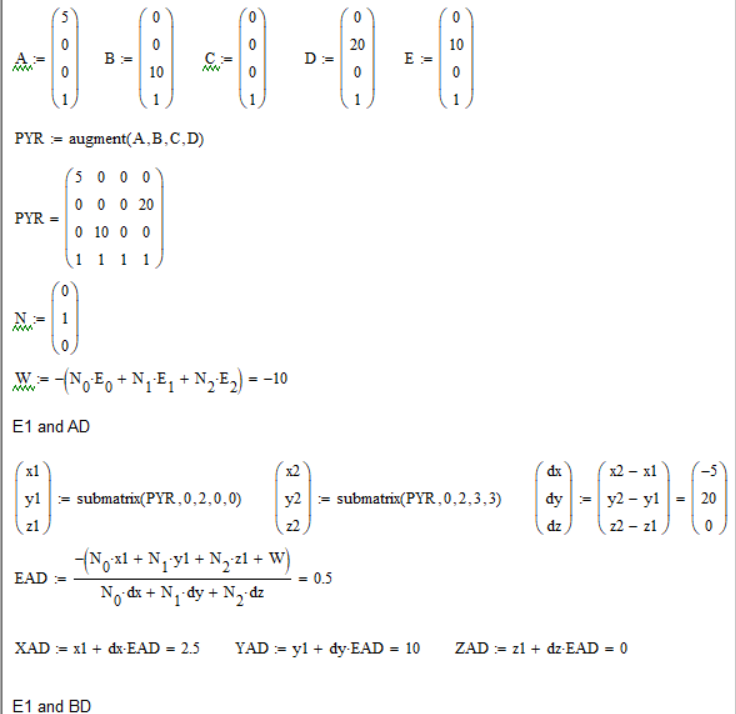 A := (5 0 0 1) B := (0 0 10 1) C := (0 0 0 1) D := (0 20 0 1) E := (0 10 0 1)
PYR := augment(A,B,C,D)
PYR = (5 0 0 0
0 0 0 20
0 10 0 0
1 1 1 1)
N := (0 1 0)
W := -(N0·E0 + N1·E1 + N2·E2) = -10
E1 and AD
(x1 y1 z1) := submatrix(PYR,0,2,0,0) (x2 y2 z2) := submatrix(PYR,0,2,3,3) (dx dy dz) := (x2 − x1 y2 − y1 z2 − z1) = (−5 20 0)
EAD := −(N0·x1 + N1·y1 + N2·z1 + W) / N0·dx + N1·dy + N2·dz = 0.5
XAD := x1 + dx·EAD = 2.5 YAD := y1 + dy·EAD = 10 ZAD := z1 + dz·EAD = 0
E1 and BD